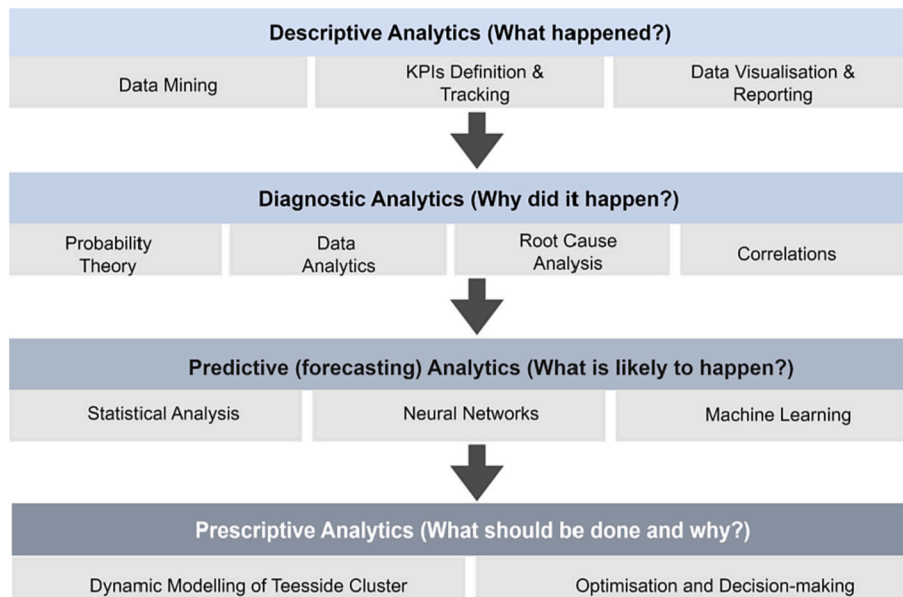 Descriptive Analytics (What happened?)
Data Mining
KPIs Definition &
Tracking
Data Visualisation &
Reporting
Diagnostic Analytics (Why did it happen?)
Probability
Theory
Data
Analytics
Root Cause
Analysis
Correlations
Predictive (forecasting) Analytics (What is likely to happen?)
Statistical Analysis
Neural Networks
Machine Learning
Prescriptive Analytics (What should be done and why?)
Dynamic Modelling of Teesside Cluster
Optimisation and Decision-making